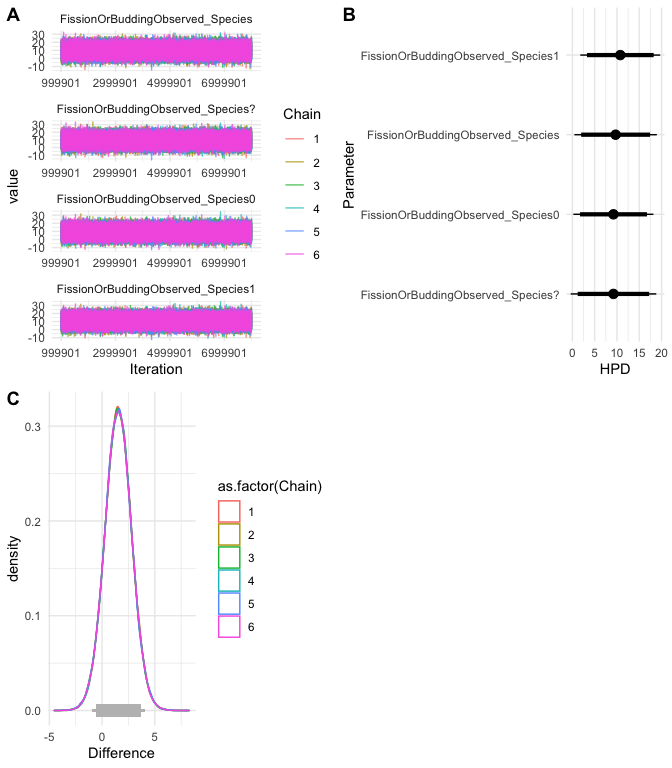 A
FissionOrBuddingObserved_Species
30
20
10
0
-10
999901 2999901 4999901 6999901
FissionOrBuddingObserved_Species?
30
20
10
0
-10
999901 2999901 4999901 6999901
FissionOrBuddingObserved_Species0
30
20
10
0
-10
999901 2999901 4999901 6999901
FissionOrBuddingObserved_Species1
30
20
10
0
-10
999901 2999901 4999901 6999901
value
Iteration
Chain
1
2
3
4
5
6
B
Parameter
FissionOrBuddingObserved_Species1
FissionOrBuddingObserved_Species
FissionOrBuddingObserved_Species0
FissionOrBuddingObserved_Species?
0 5 10 15 20
HPD
C
density
0.3
0.2
0.1
0.0
-5 0 5
Difference
as.factor(Chain)
1
2
3
4
5
6